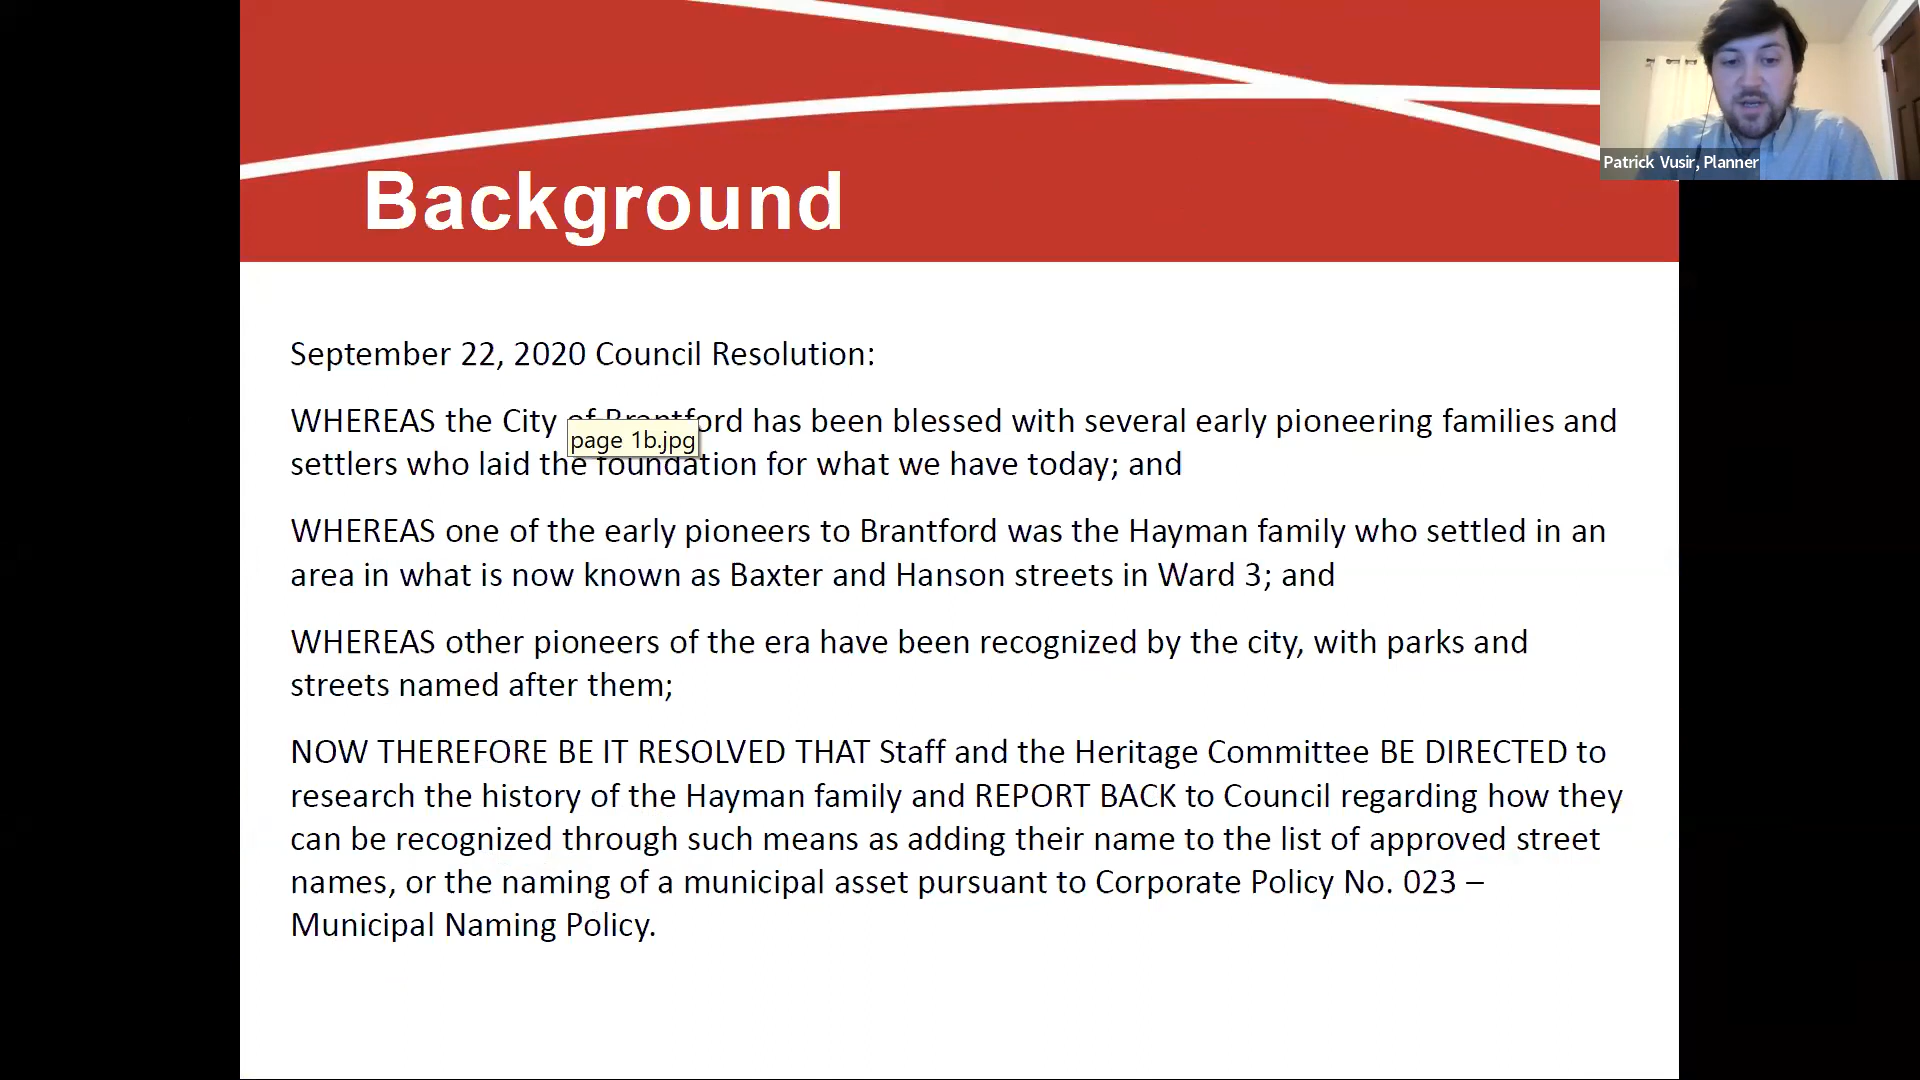 Patrick Vusir, Planner
Background
September 22, 2020 Council Resolution:
WHEREAS the City of Brantford has been blessed with several early pioneering families and
page 1b.jpg
settlers who laid the foundation for what we have today; and
WHEREAS one of the early pioneers to Brantford was the Hayman family who settled in an
area in what is now known as Baxter and Hanson streets in Ward 3; and
WHEREAS other pioneers of the era have been recognized by the city, with parks and
streets named after them;
NOW THEREFORE BE IT RESOLVED THAT Staff and the Heritage Committee BE DIRECTED to
research the history of the Hayman family and REPORT BACK to Council regarding how they
can be recognized through such means as adding their name to the list of approved street
names, or the naming of a municipal asset pursuant to Corporate Policy No. 023 –
Municipal Naming Policy.